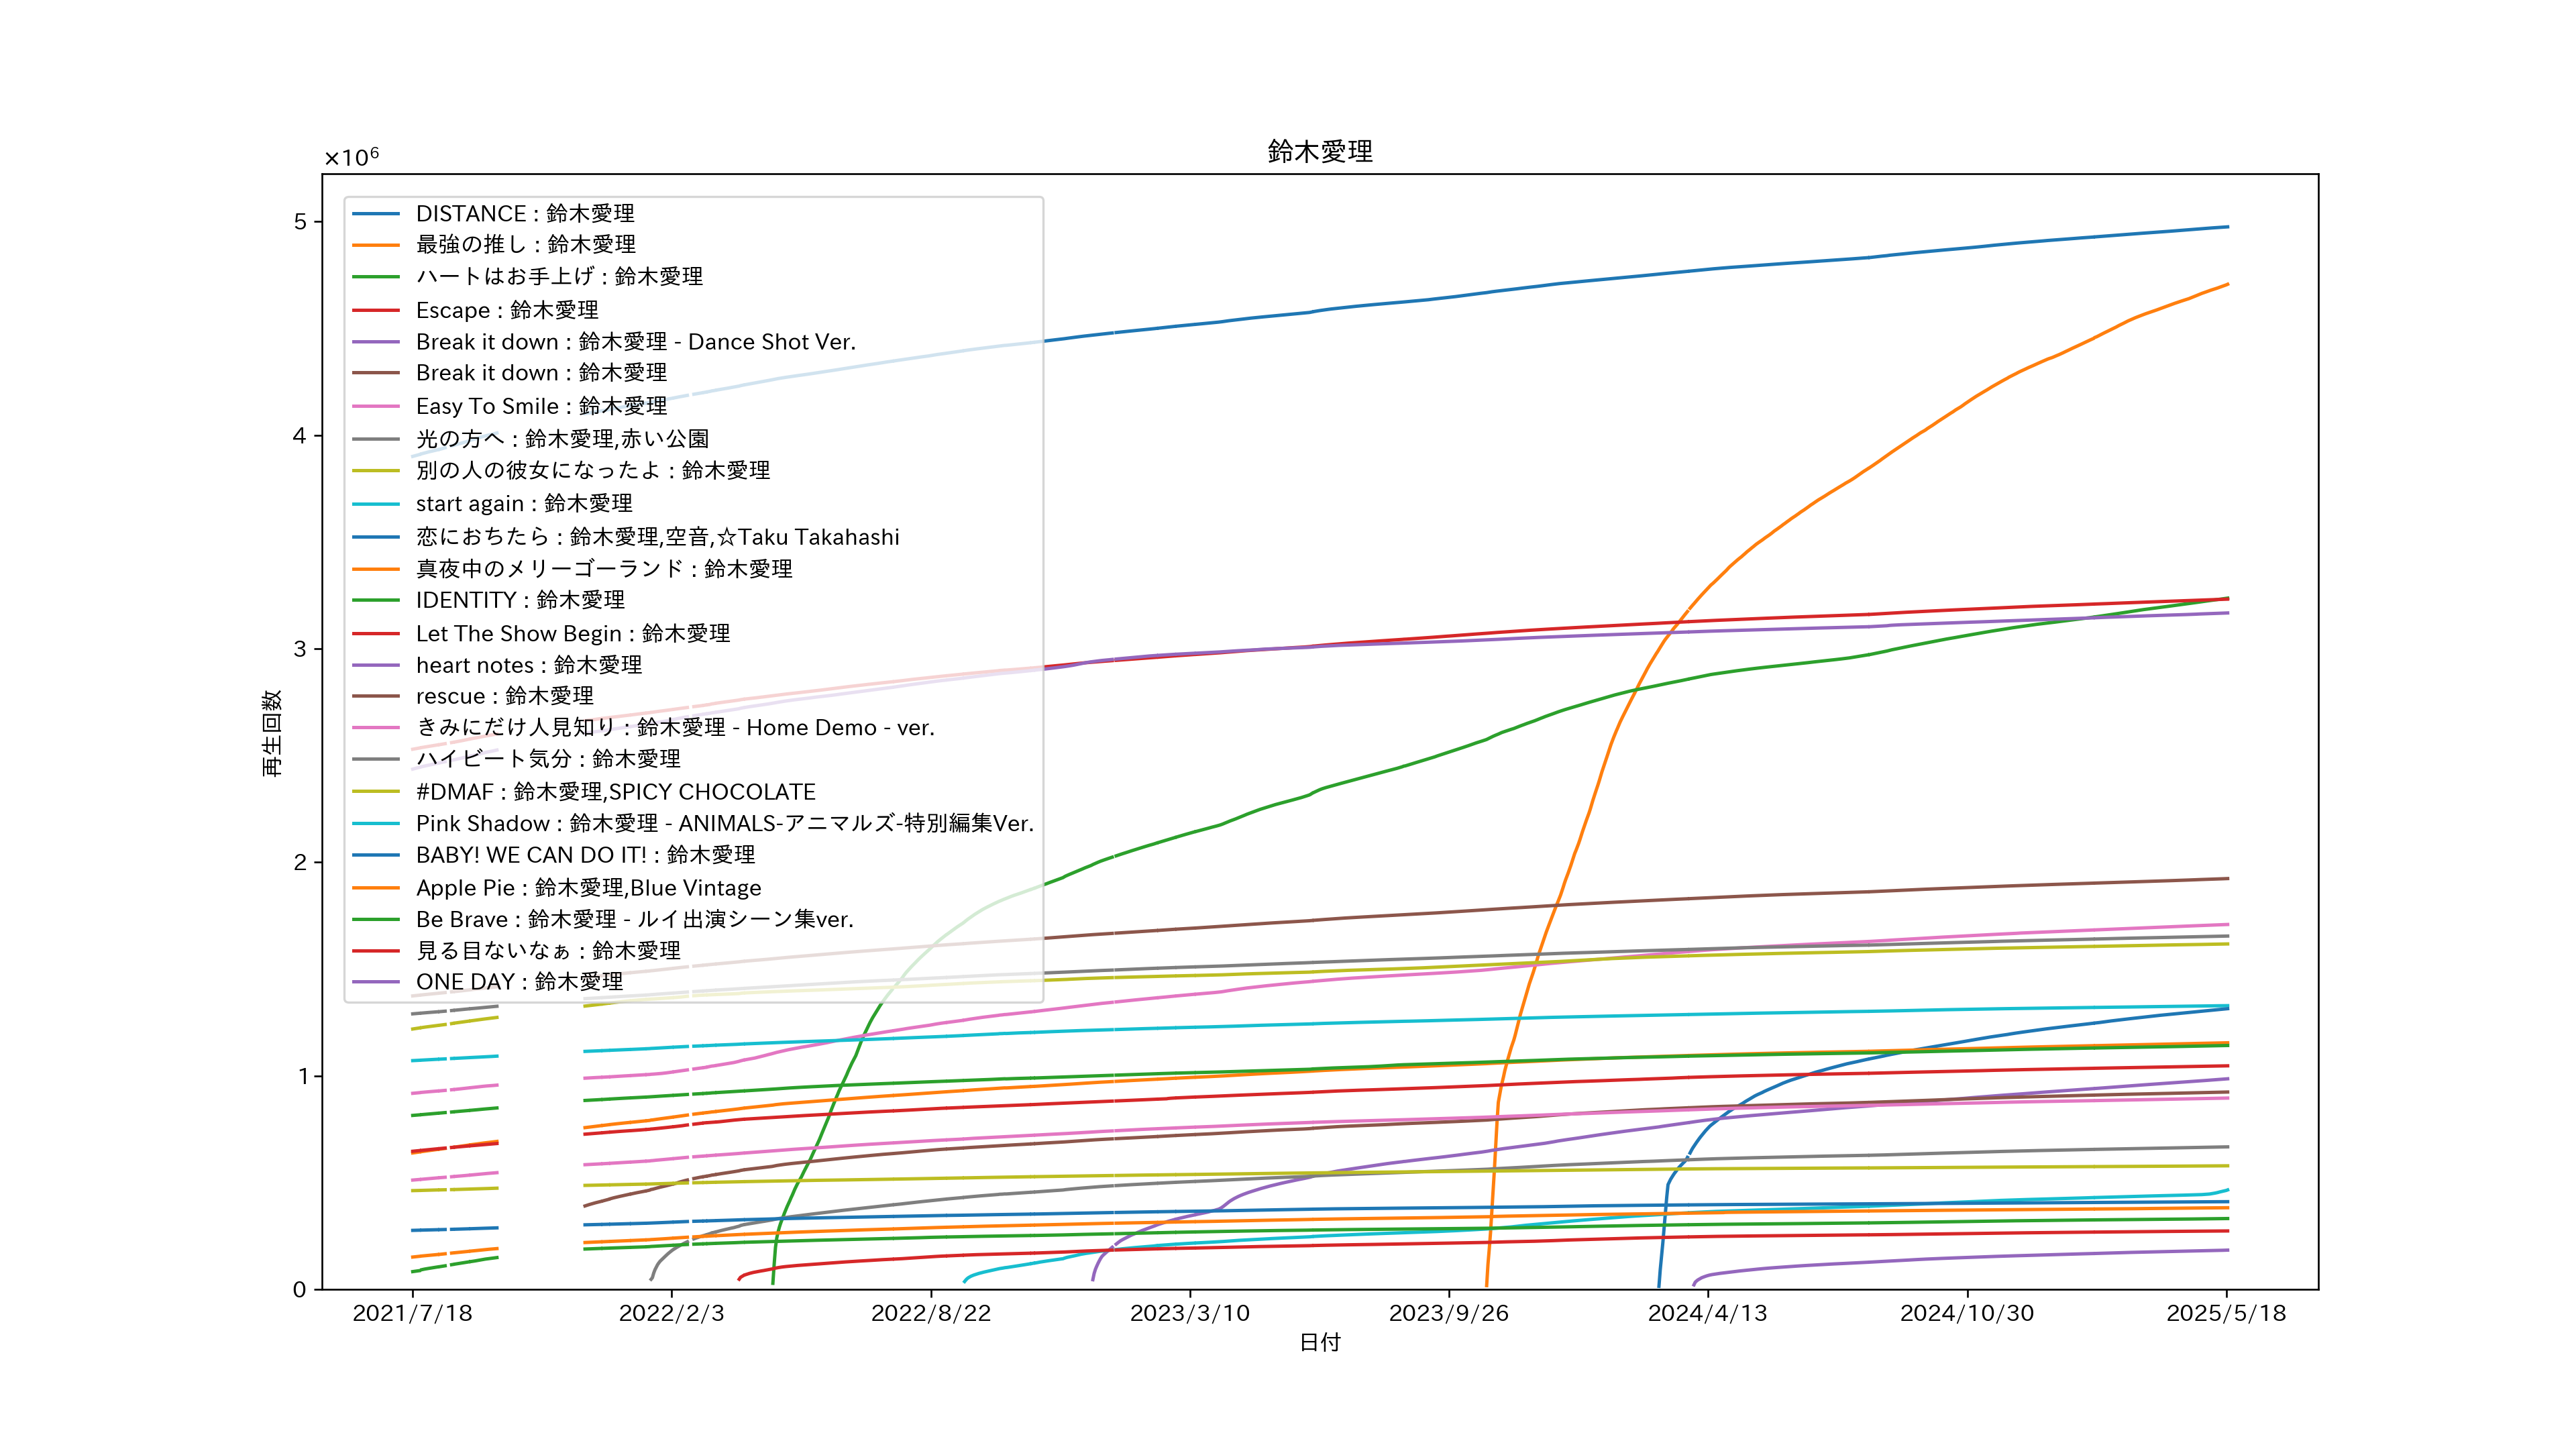 鈴木愛理
×10⁶
5
4
3
2
1
0
再生回数
DISTANCE : 鈴木愛理
最強の推し : 鈴木愛理
ハートはお手上げ : 鈴木愛理
Escape : 鈴木愛理
Break it down : 鈴木愛理 - Dance Shot Ver.
Break it down : 鈴木愛理
Easy To Smile : 鈴木愛理
光の方へ : 鈴木愛理,赤い公園
別の人の彼女になったよ : 鈴木愛理
start again : 鈴木愛理
恋におちたら : 鈴木愛理,空音,☆Taku Takahashi
真夜中のメリーゴーランド : 鈴木愛理
IDENTITY : 鈴木愛理
Let The Show Begin : 鈴木愛理
heart notes : 鈴木愛理
rescue : 鈴木愛理
きみにだけ人見知り : 鈴木愛理 - Home Demo - ver.
ハイビート気分 : 鈴木愛理
#DMAF : 鈴木愛理,SPICY CHOCOLATE
Pink Shadow : 鈴木愛理 - ANIMALS-アニマルズ-特別編集Ver.
BABY! WE CAN DO IT! : 鈴木愛理
Apple Pie : 鈴木愛理,Blue Vintage
Be Brave : 鈴木愛理 - ルイ出演シーン集ver.
見る目ないなぁ : 鈴木愛理
ONE DAY : 鈴木愛理
2021/7/18 2022/2/3 2022/8/22 2023/3/10 2023/9/26 2024/4/13 2024/10/30 2025/5/18
日付